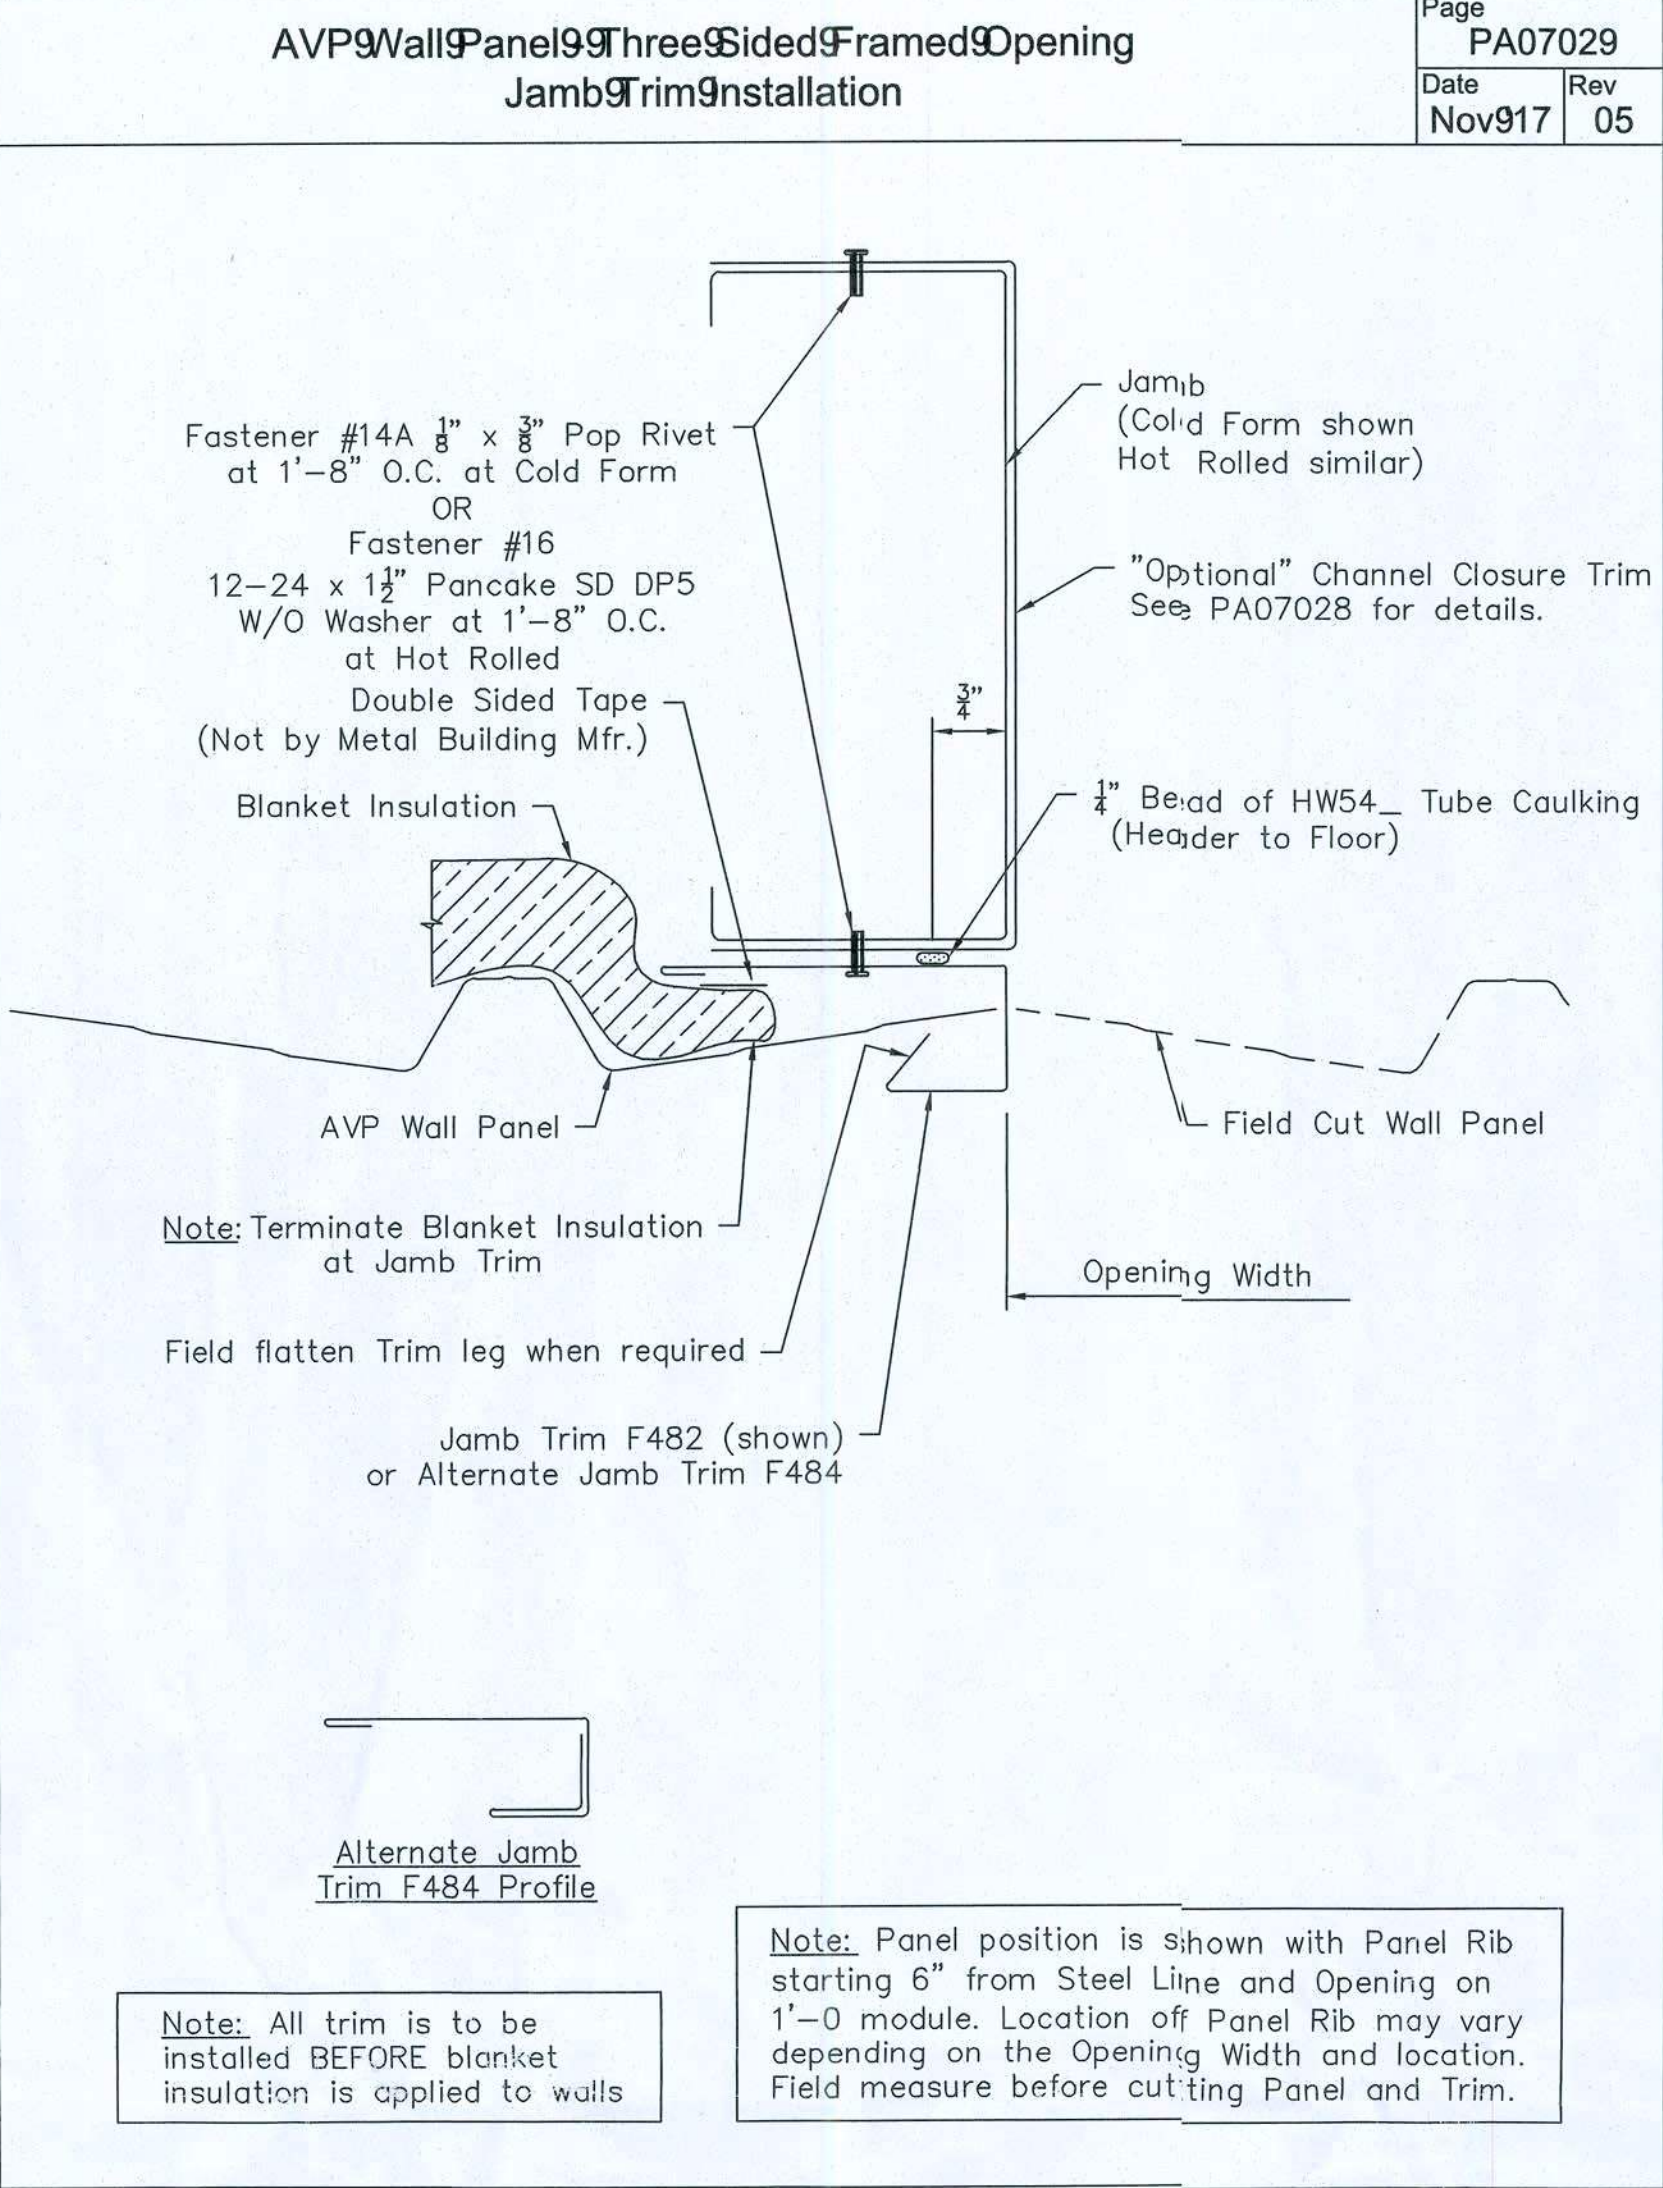 AVP9Wall9Panel9-9Three9Sided9Framed9Opening
Jamb9Trim9Installation
Page
PA07029
Date
Nov917
Rev
05
Fastener #14A 1/8" x 3/8" Pop Rivet
at 1'-8" O.C. at Cold Form
OR
Fastener #16
12-24 x 1 1/2" Pancake SD DP5
W/O Washer at 1'-8" O.C.
at Hot Rolled
Double Sided Tape
(Not by Metal Building Mfr.)
Blanket Insulation
Jamb
(Cold Form shown
Hot Rolled similar)
"Optional" Channel Closure Trim
See PA07028 for details.
3/4"
1/4" Bead of HW54_ Tube Caulking
(Header to Floor)
AVP Wall Panel
Field Cut Wall Panel
Note: Terminate Blanket Insulation
at Jamb Trim
Opening Width
Field flatten Trim leg when required
Jamb Trim F482 (shown)
or Alternate Jamb Trim F484
Alternate Jamb
Trim F484 Profile
Note: All trim is to be
installed BEFORE blanket
insulation is applied to walls
Note: Panel position is shown with Panel Rib
starting 6" from Steel Line and Opening on
1'-0 module. Location off Panel Rib may vary
depending on the Opening Width and location.
Field measure before cutting Panel and Trim.